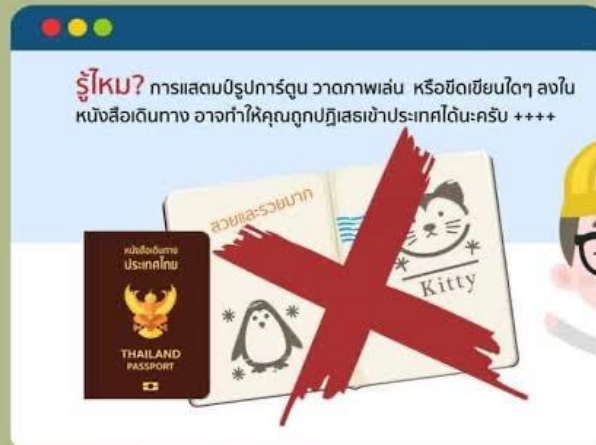 รู้ไหม? การแสตมป์รูปการ์ตูน วาดภาพเล่น หรือขีดเขียนใดๆ ลงใน
หนังสือเดินทาง อาจทำให้คุณถูกปฏิเสธเข้าประเทศได้นะครับ ++++
สวยและรวยมาก
Kitty
หนังสือเดินทาง
ประเทศไทย
THAILAND
PASSPORT